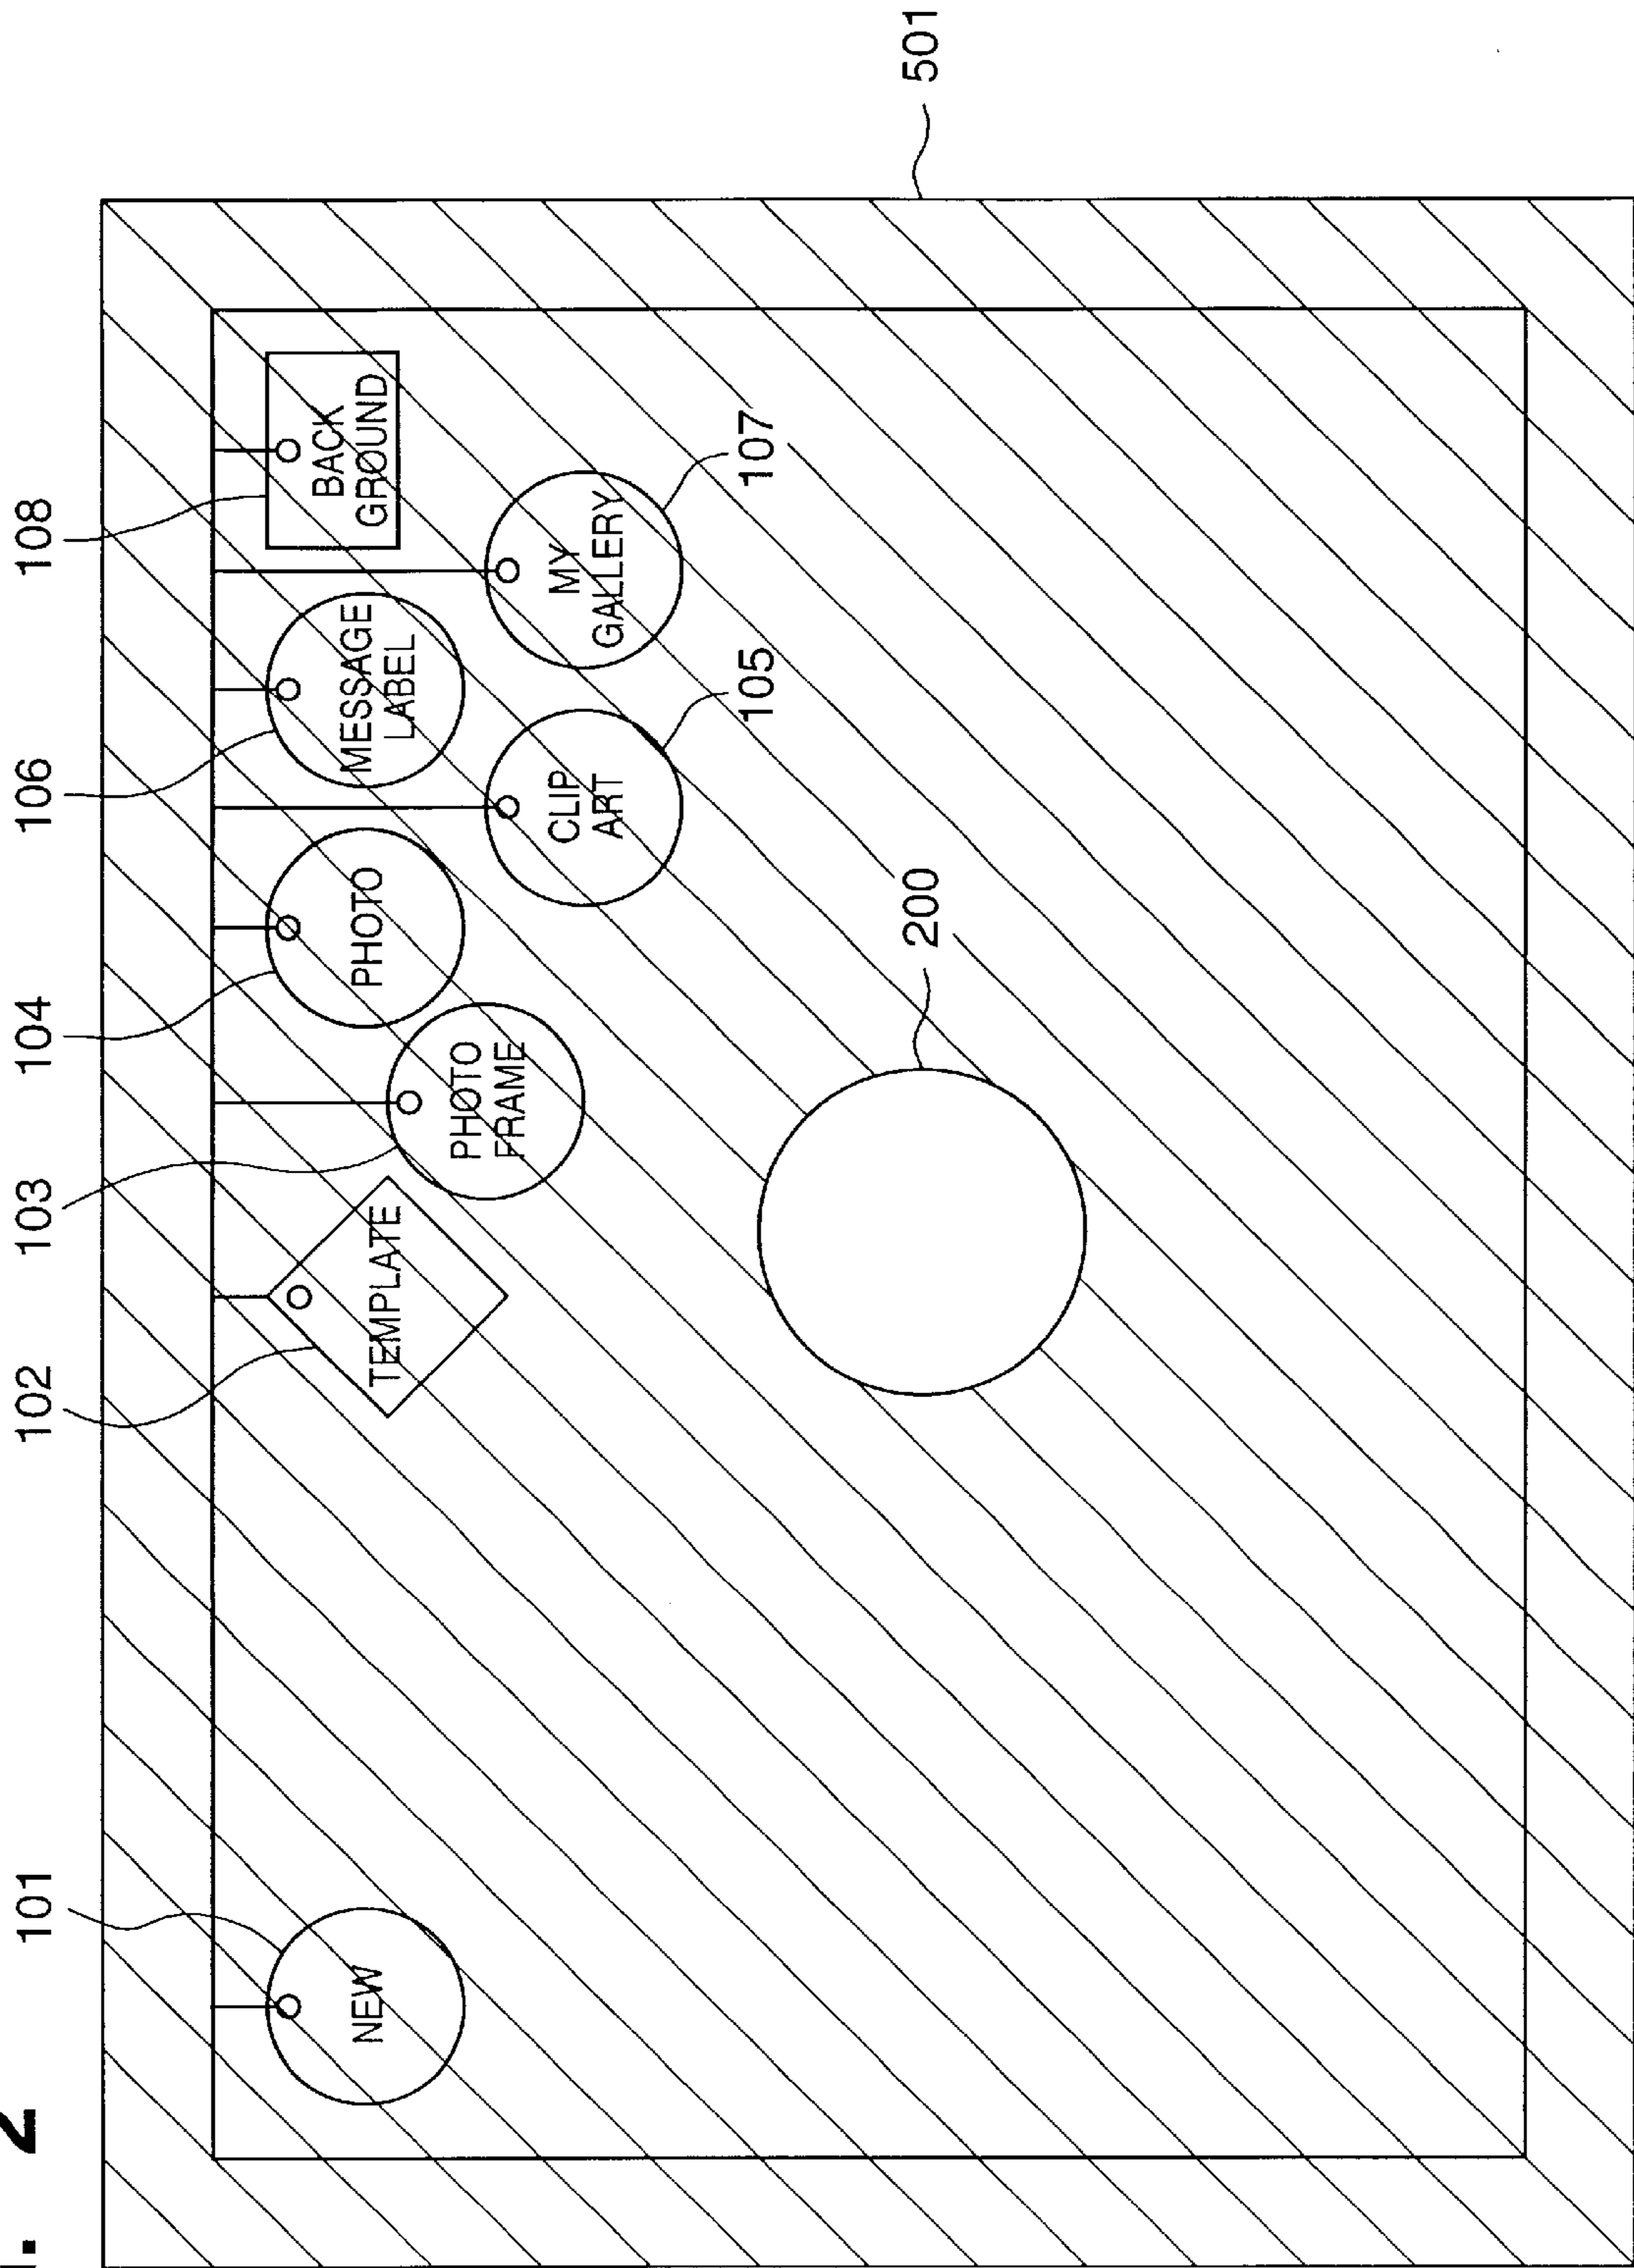 2
101
102
103
104
106
108
NEW
TEMPLATE
PHOTO
FRAME
PHOTO
MESSAGE
LABEL
BACK
GROUND
CLIP
ART
MY
GALLERY
105
107
200
501